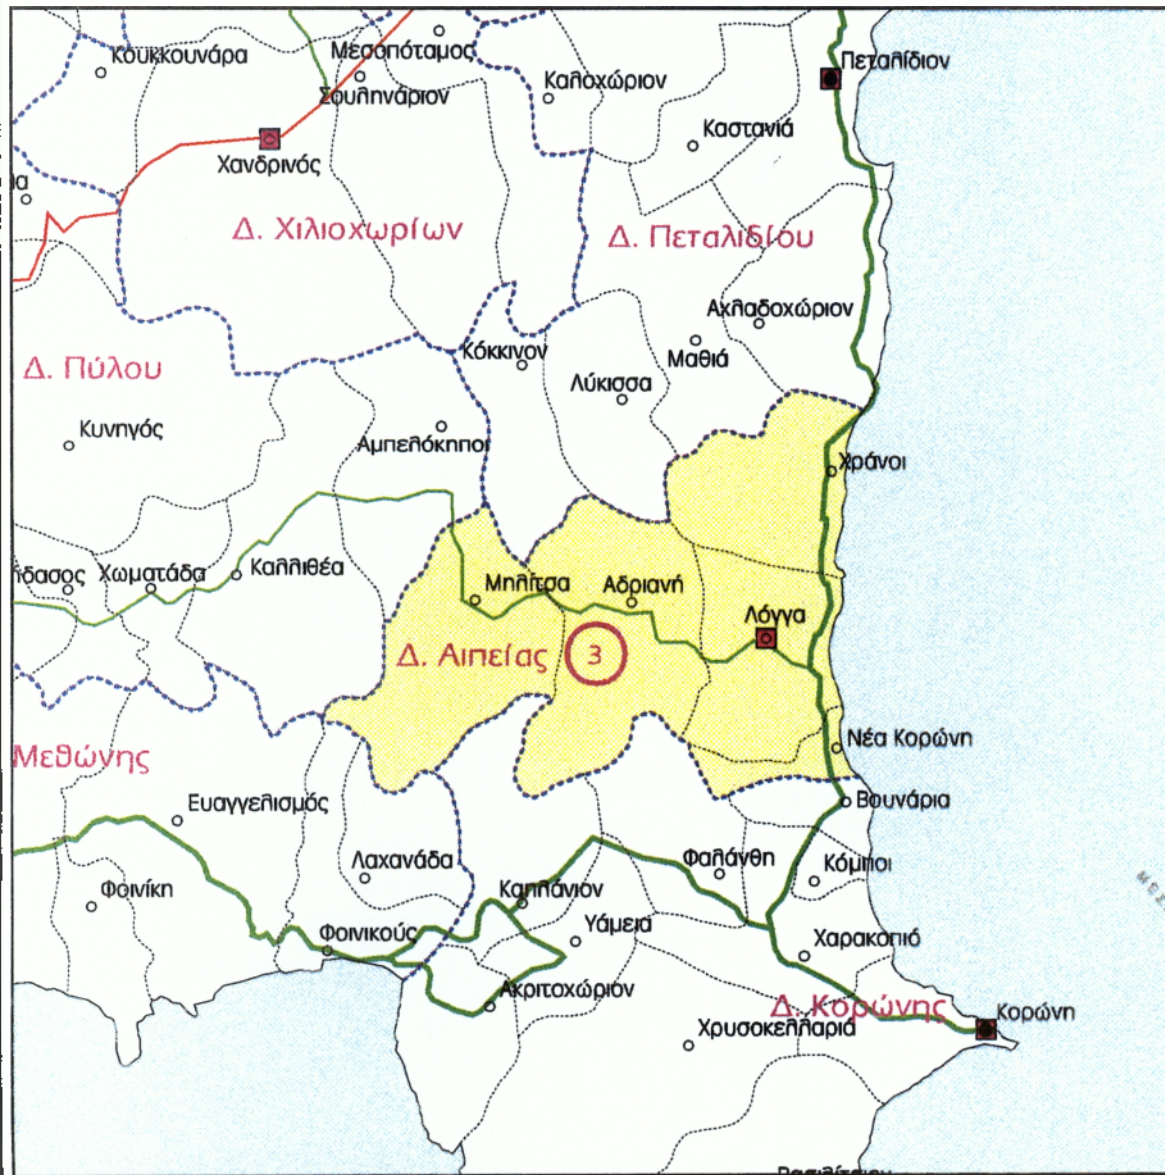 Μεσοπόταμος
Κουκκουνάρα
Πεταλίδιον
Σουληνάριον
Καλοχώριον
Καστανιά
Χανδρινός
Δ. Χιλιοχωρίων
Δ. Πεταλιδίου
Αχλαδοχώριον
Κόκκινον
Μαθιά
Δ. Πύλου
Λύκισσα
Κυνηγός
Αμπελόκηποι
Χράνοι
Χωματάδα
Καλλιθέα
Μηλίτσα
Αδριανή
Λόγγα
Δ. Αιπείας
3
Νέα Κορώνη
Μεθώνης
Ευαγγελισμός
Βουνάρια
Λαχανάδα
Φαλάνθη
Κόμποι
Φοινίκη
Καπλάνιον
Υάμεια
Φοινικούς
Χαρακοπιό
Ακριτοχώριον
Δ. Κορώνης
Κορώνη
Χρυσοκελλαριά